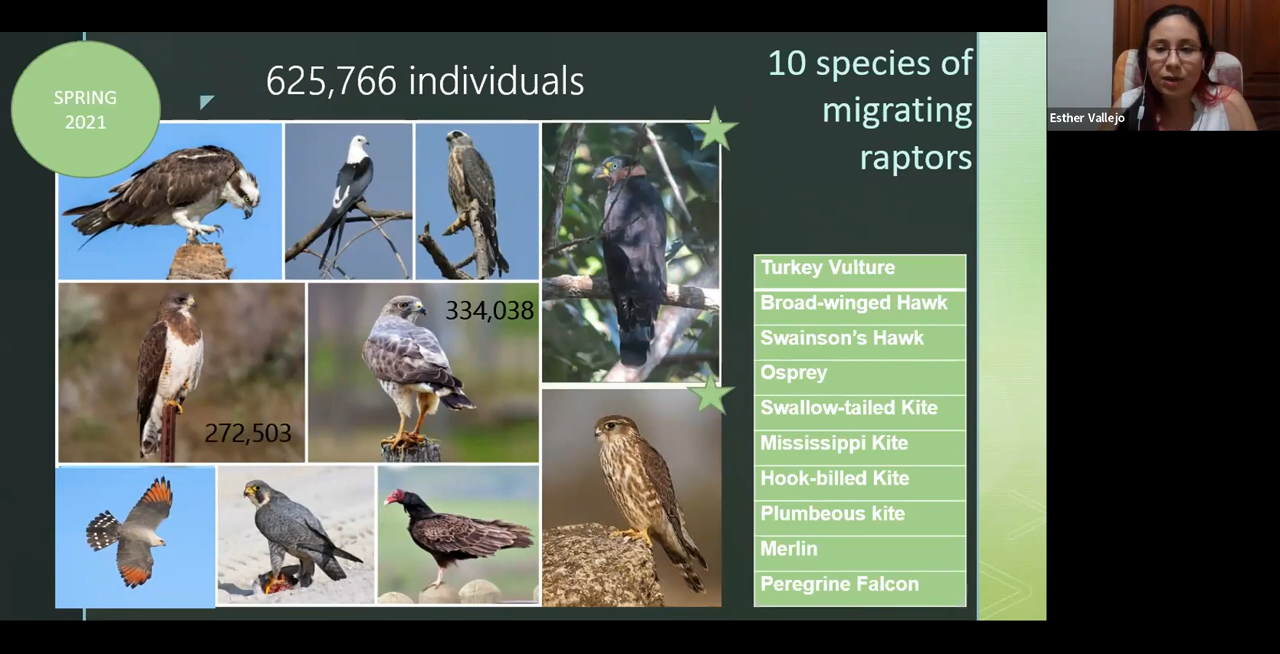 SPRING
2021
625,766 individuals
10 species of
migrating
raptors
Esther Vallejo
334,038
272,503
Turkey Vulture
Broad-winged Hawk
Swainson's Hawk
Osprey
Swallow-tailed Kite
Mississippi Kite
Hook-billed Kite
Plumbeous kite
Merlin
Peregrine Falcon